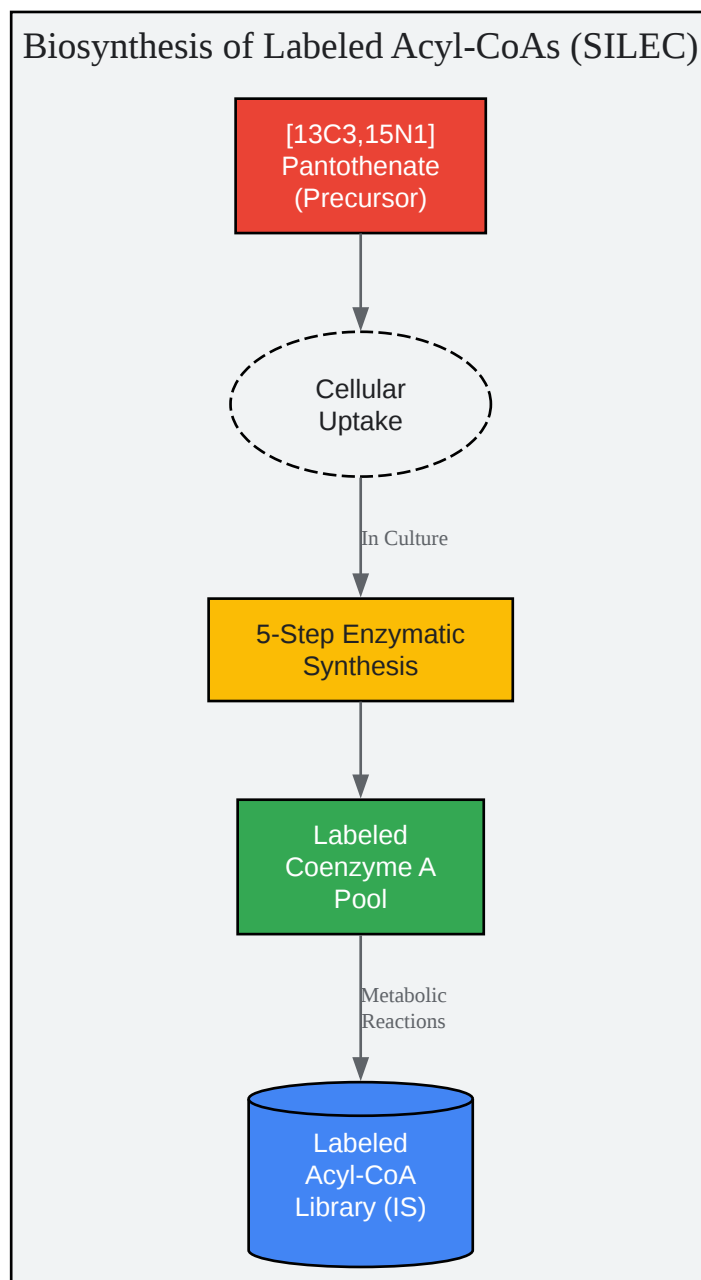 Biosynthesis of Labeled Acyl-CoAs (SILEC)
[13C3,15N1]
Pantothenate
(Precursor)
Cellular
Uptake
In Culture
5-Step Enzymatic
Synthesis
Labeled
Coenzyme A
Pool
Metabolic
Reactions
Labeled
Acyl-CoA
Library (IS)